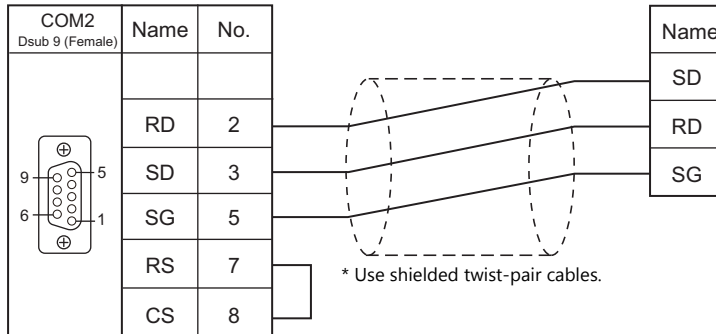 COM2
Dsub 9 (Female)
Name No.
Name
SD
RD 2
RD
SD 3
SG
SG 5
RS 7
CS 8
9 5
6 1
* Use shielded twist-pair cables.